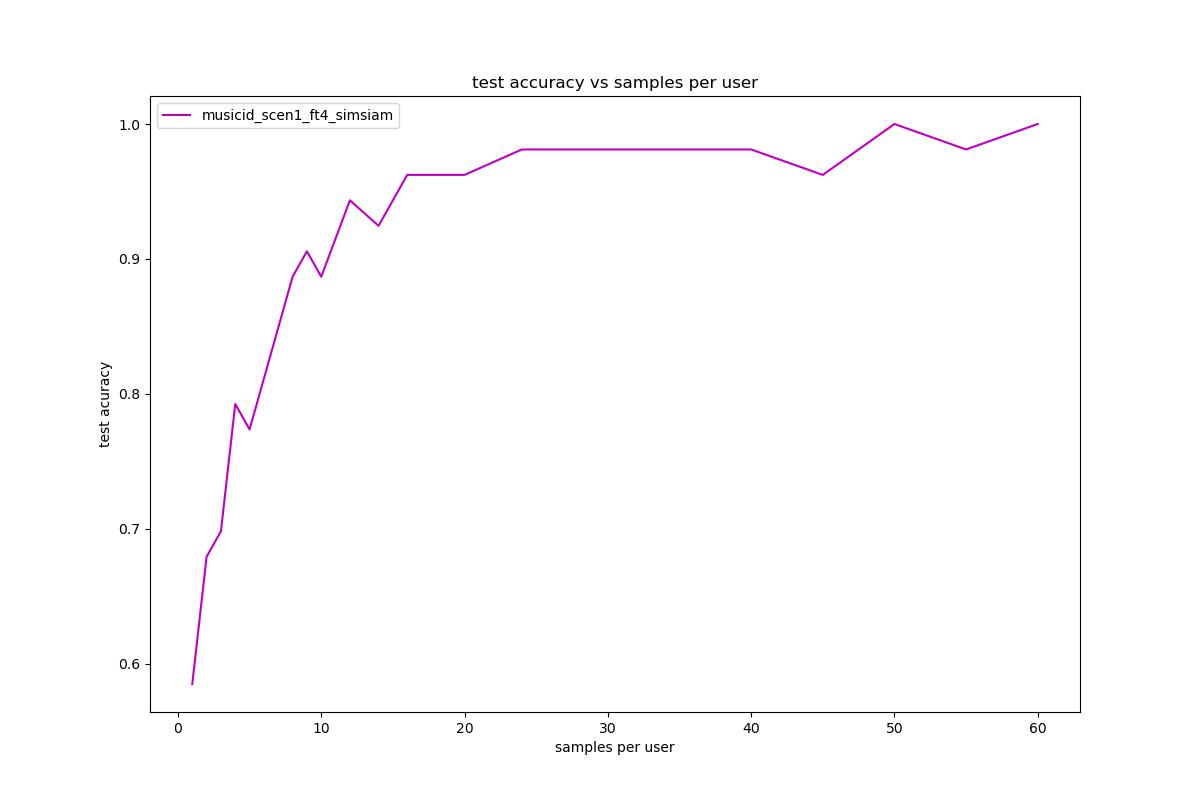 test accuracy vs samples per user
musicid_scen1_ft4_simsiam
1.0
0.9
0.8
0.7
0.6
test acuracy
0 10 20 30 40 50 60
samples per user